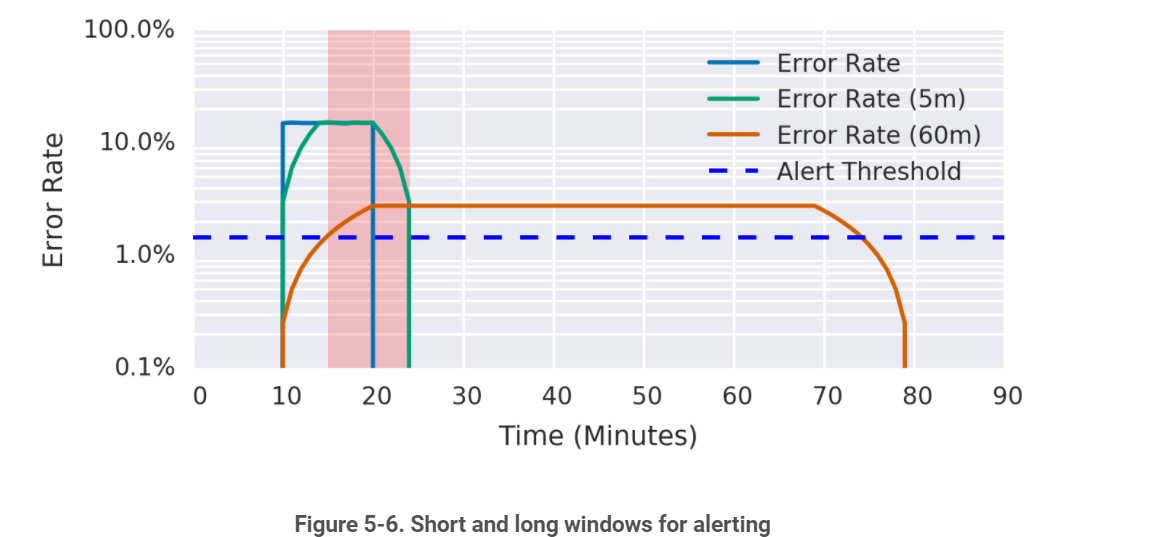 100.0%
10.0%
1.0%
0.1%
Error Rate
Error Rate
Error Rate (5m)
Error Rate (60m)
Alert Threshold
0 10 20 30 40 50 60 70 80 90
Time (Minutes)
Figure 5-6. Short and long windows for alerting